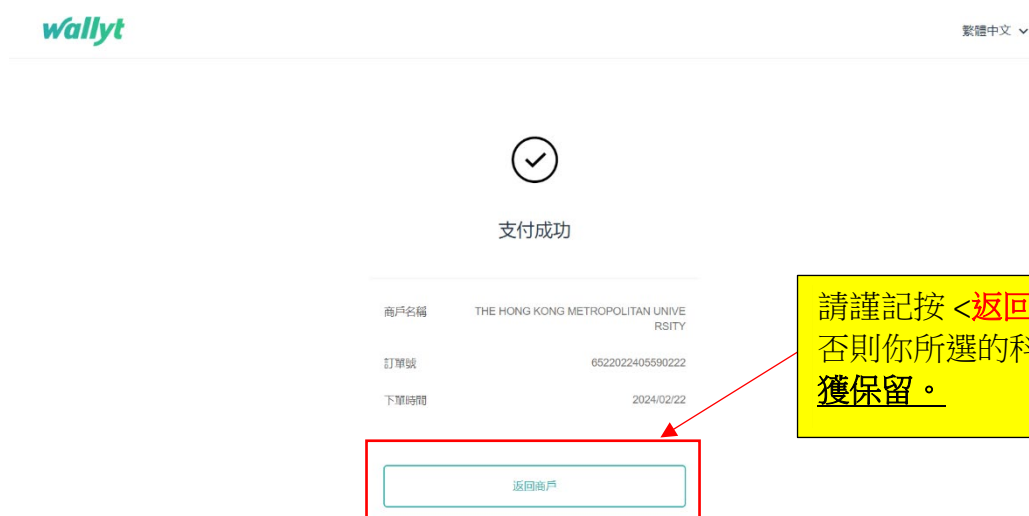 wallyt
繁體中文
支付成功
商戶名稱 THE HONG KONG METROPOLITAN UNIVE
RSITY
訂單號 6522022405590222
下單時間 2024/02/22
請謹記按 <返回
否則你所選的科
獲保留。
返回商戶